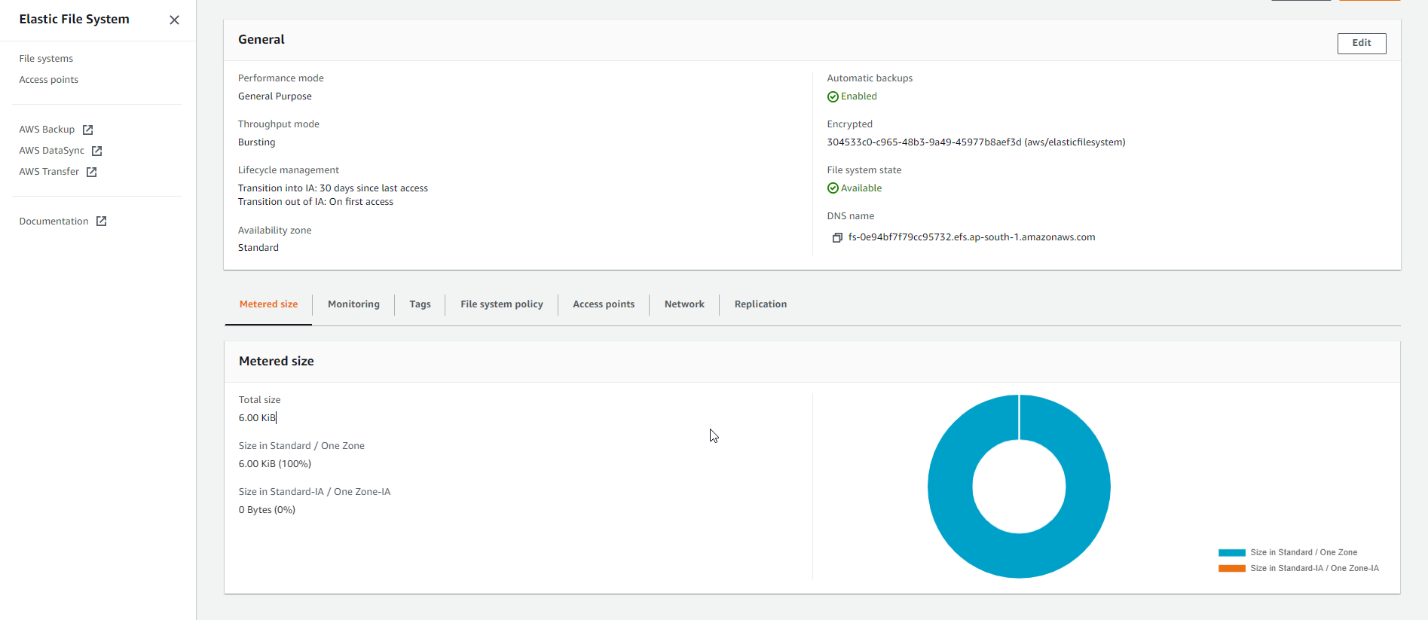 Elastic File System
File systems
Access points
AWS Backup
AWS DataSync
AWS Transfer
Documentation
General
Edit
Performance mode
General Purpose
Throughput mode
Bursting
Lifecycle management
Transition into IA: 30 days since last access
Transition out of IA: On first access
Availability zone
Standard
Automatic backups
Enabled
Encrypted
304533c0-c965-48b3-9a49-45977b8aef3d (aws/elasticfilesystem)
File system state
Available
DNS name
fs-0e94bf7f79cc95732.efs.ap-south-1.amazonaws.com
Metered size
Monitoring
Tags
File system policy
Access points
Network
Replication
Metered size
Total size
6.00 KiB
Size in Standard / One Zone
6.00 KiB (100%)
Size in Standard-IA / One Zone-IA
0 Bytes (0%)
Size in Standard / One Zone
Size in Standard-IA / One Zone-IA